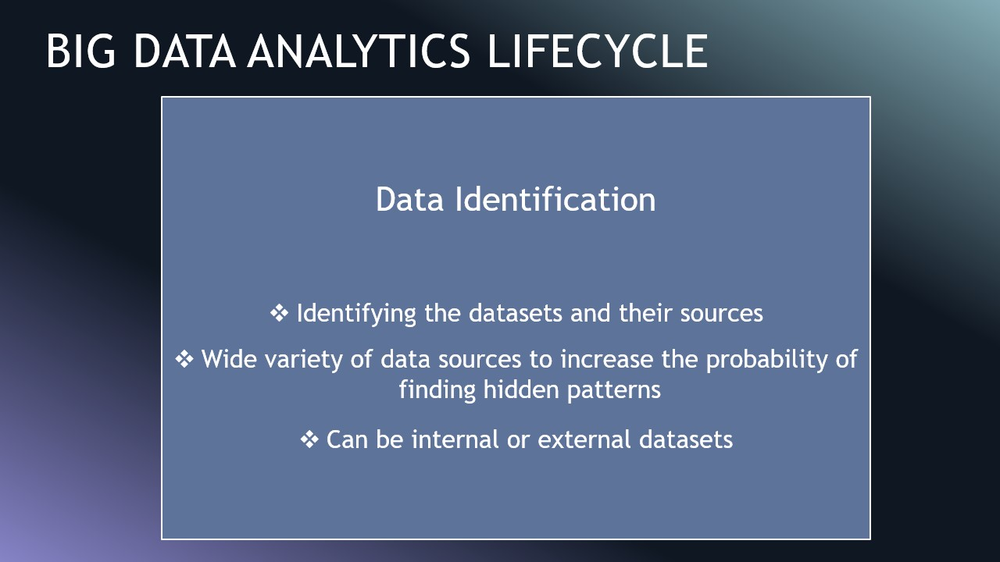 BIG DATA ANALYTICS LIFECYCLE
Data Identification
❖ Identifying the datasets and their sources
❖ Wide variety of data sources to increase the probability of
finding hidden patterns
❖ Can be internal or external datasets